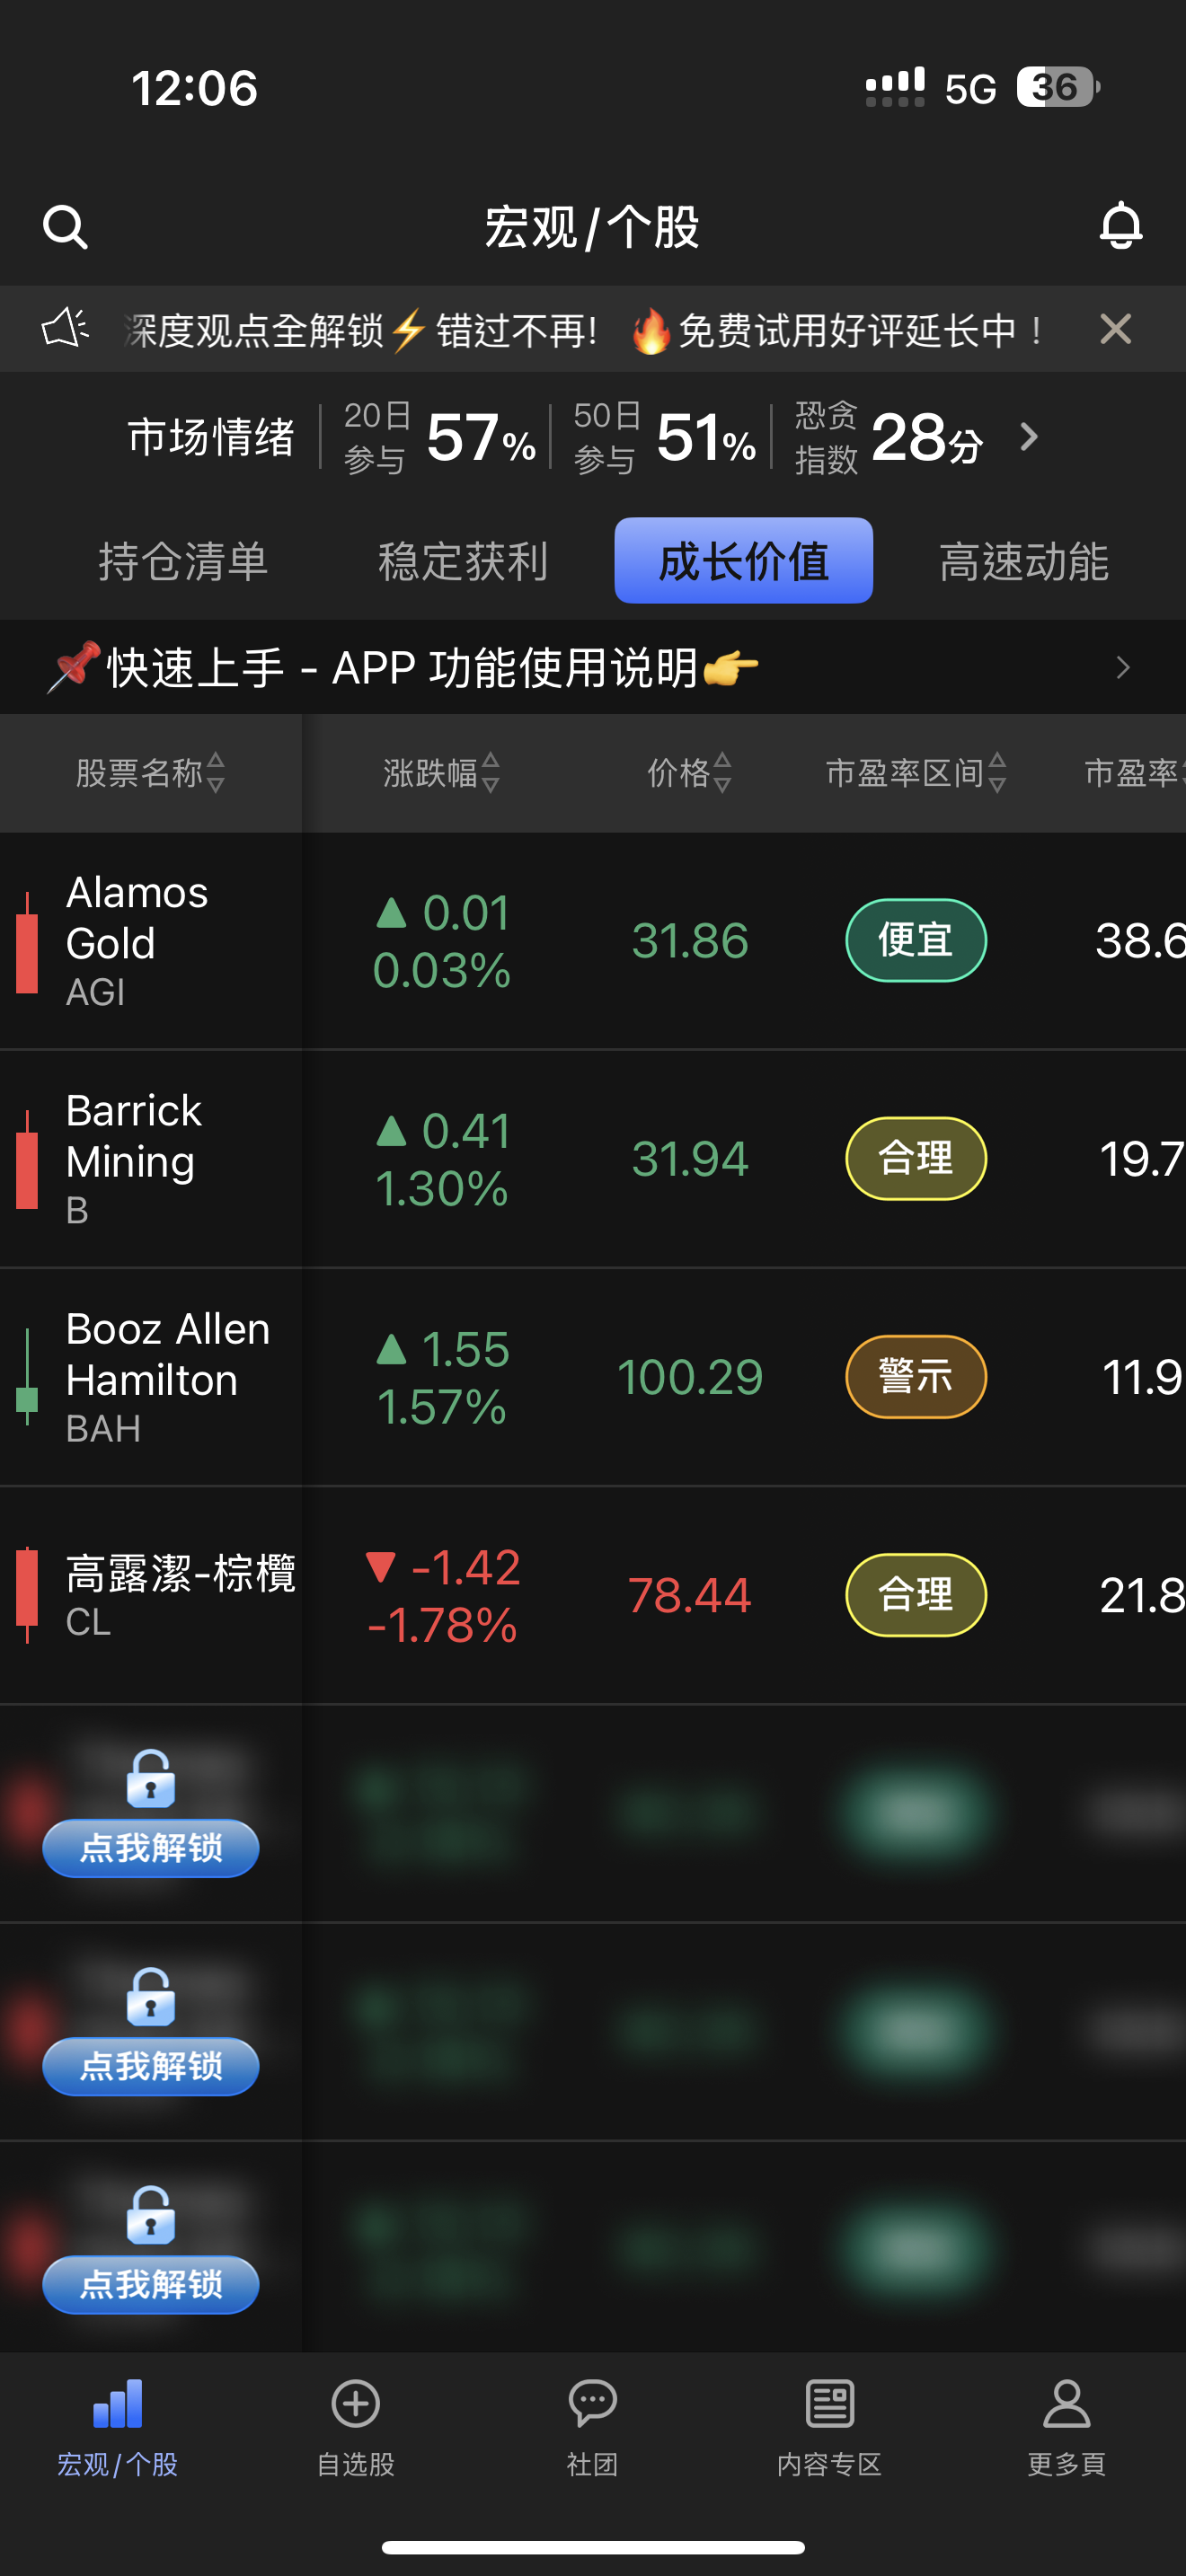 12:06
5G 36
宏观/个股
深度观点全解锁⚡错过不再! 🔥免费试用好评延长中！
市场情绪 20日参与 57% 50日参与 51% 恐贪指数 28分
持仓清单 稳定获利 成长价值 高速动能
📌快速上手 - APP 功能使用说明👉
股票名称 涨跌幅 价格 市盈率区间 市盈率
Alamos Gold
AGI
▲ 0.01
0.03%
31.86
便宜
38.6
Barrick Mining
B
▲ 0.41
1.30%
31.94
合理
19.7
Booz Allen Hamilton
BAH
▲ 1.55
1.57%
100.29
警示
11.9
高露潔-棕欖
CL
▼ -1.42
-1.78%
78.44
合理
21.8
点我解锁
点我解锁
点我解锁
宏观/个股 自选股 社团 内容专区 更多頁